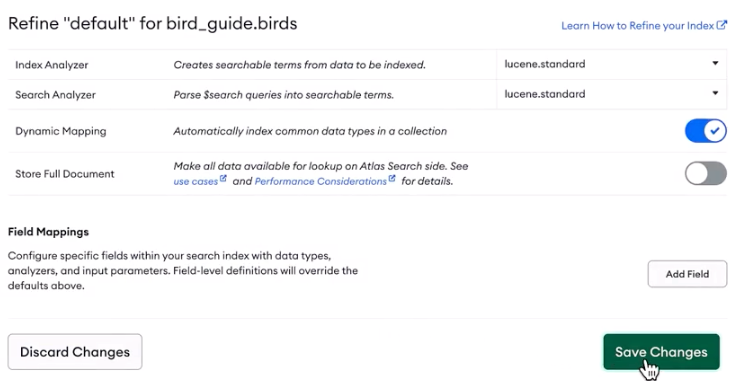 Refine "default" for bird_guide.birds
Learn How to Refine your Index
Index Analyzer
Creates searchable terms from data to be indexed.
lucene.standard
Search Analyzer
Parse $search queries into searchable terms.
lucene.standard
Dynamic Mapping
Automatically index common data types in a collection
Store Full Document
Make all data available for lookup on Atlas Search side. See
use cases and Performance Considerations for details.
Field Mappings
Configure specific fields within your search index with data types,
analyzers, and input parameters. Field-level definitions will override the
defaults above.
Add Field
Discard Changes
Save Changes